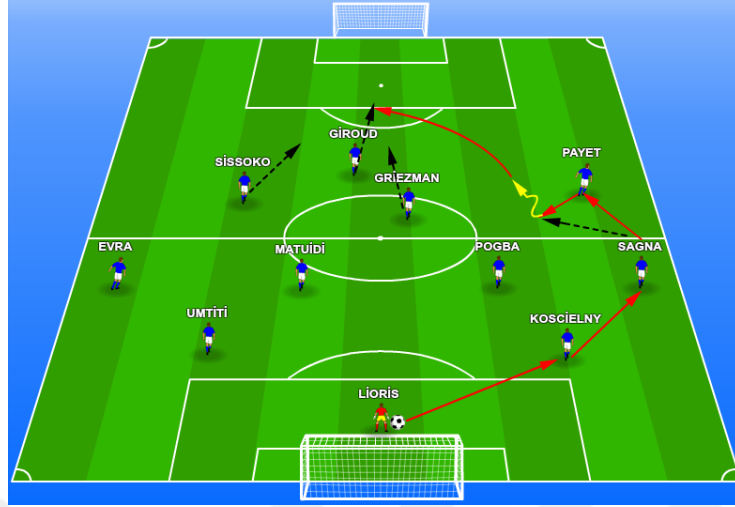 GİROUD
PAYET
SİSSOKO
GRİEZMAN
EVRA
MATUİDİ
POGBA
SAGNA
UMTİTİ
KOSCİELNY
LİORİS